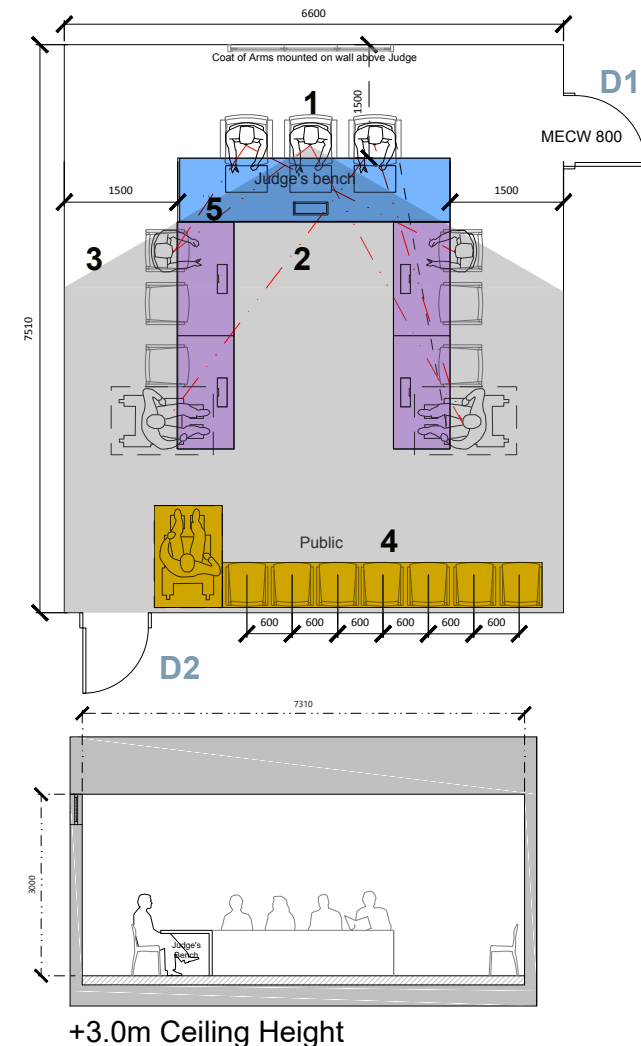 6600
Coat of Arms mounted on wall above Judge
D1
1
1500
MECW 800
Judge's bench
1500
5
1500
3
2
7510
Public
4
600
600
600
600
600
600
D2
7310
3000
Judge's
Bench
+3.0m Ceiling Height